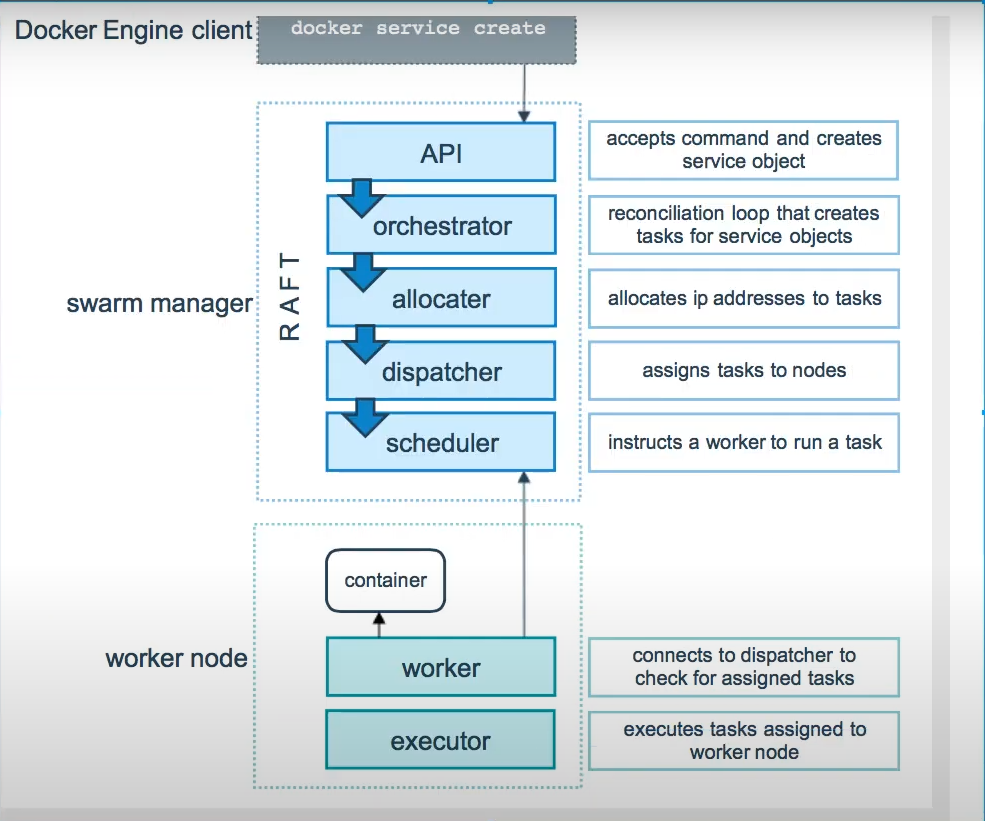 Docker Engine client
docker service create
API
accepts command and creates
service object
orchestrator
reconciliation loop that creates
tasks for service objects
swarm manager
RAFT
allocater
allocates ip addresses to tasks
dispatcher
assigns tasks to nodes
scheduler
instructs a worker to run a task
container
worker node
worker
connects to dispatcher to
check for assigned tasks
executor
executes tasks assigned to
worker node